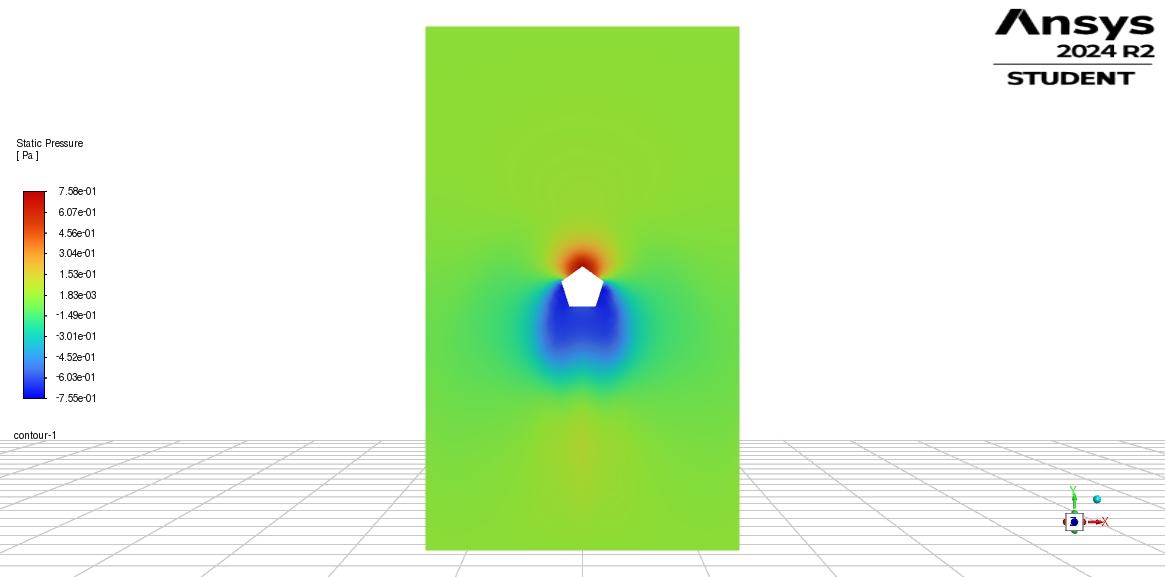 Ansys
2024 R2
STUDENT
Static Pressure
[ Pa ]
7.58e-01
6.07e-01
4.56e-01
3.04e-01
1.53e-01
1.83e-03
-1.49e-01
-3.01e-01
-4.52e-01
-6.03e-01
-7.55e-01
contour-1
Y
Z
X